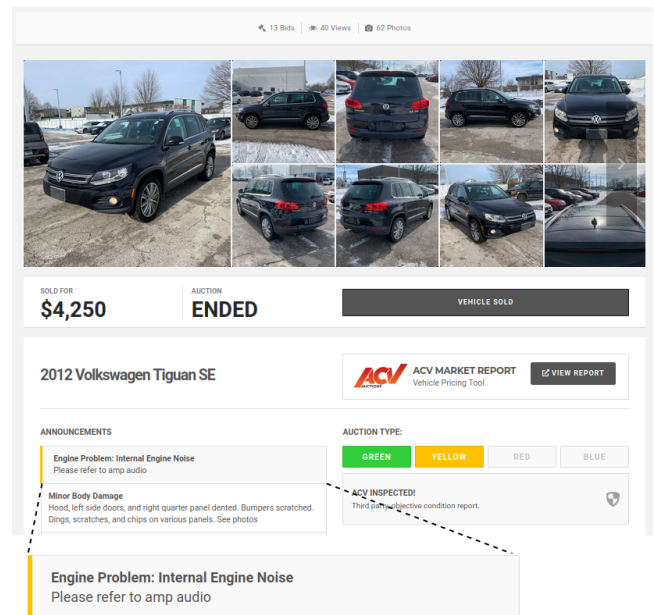 13 Bids 40 Views 62 Photos
SOLD FOR
$4,250
AUCTION
ENDED
VEHICLE SOLD
2012 Volkswagen Tiguan SE
ACV AUCTIONS
ACV MARKET REPORT
Vehicle Pricing Tool
VIEW REPORT
ANNOUNCEMENTS
Engine Problem: Internal Engine Noise
Please refer to amp audio
Minor Body Damage
Hood, left side doors, and right quarter panel dented. Bumpers scratched.
Dings, scratches, and chips on various panels. See photos
AUCTION TYPE:
GREEN YELLOW RED BLUE
ACV INSPECTED!
Third party objective condition report.
Engine Problem: Internal Engine Noise
Please refer to amp audio